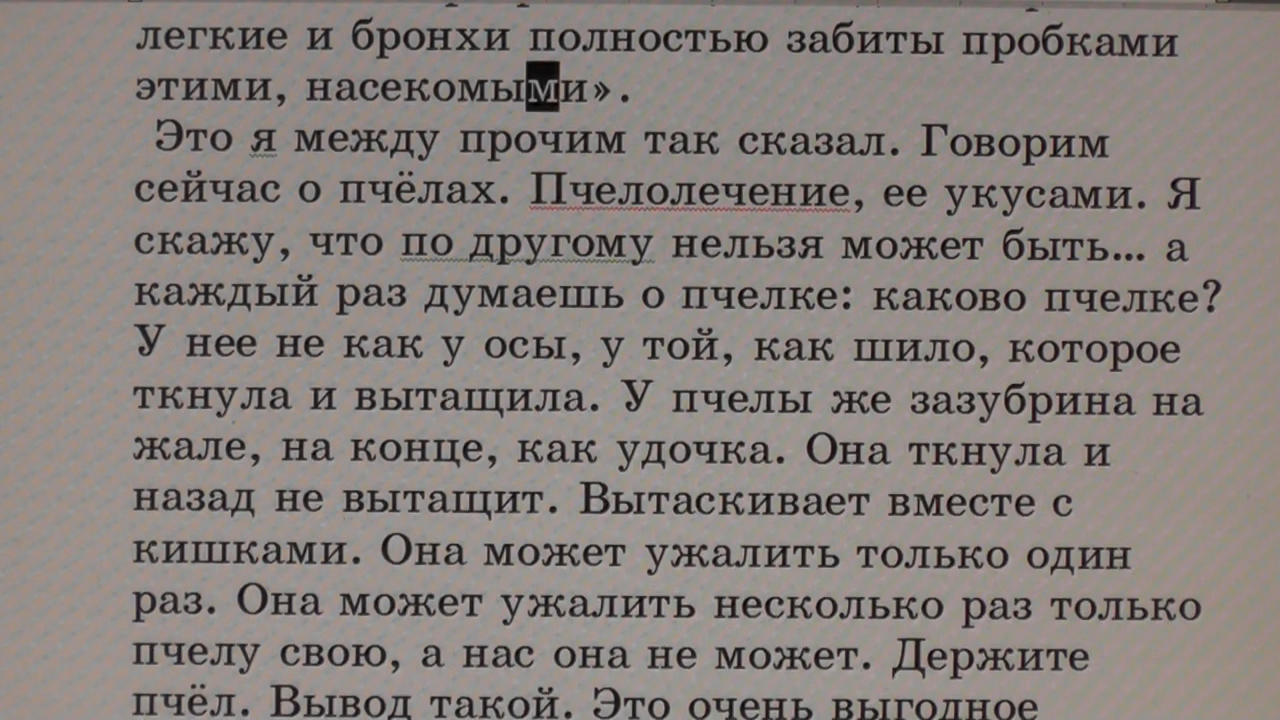 легкие и бронхи полностью забиты пробками
этими, насекомыми».
Это я между прочим так сказал. Говорим
сейчас о пчёлах. Пчелолечение, ее укусами. Я
скажу, что по другому нельзя может быть... а
каждый раз думаешь о пчелке: каково пчелке?
У нее не как у осы, у той, как шило, которое
ткнула и вытащила. У пчелы же зазубрина на
жале, на конце, как удочка. Она ткнула и
назад не вытащит. Вытаскивает вместе с
кишками. Она может ужалить только один
раз. Она может ужалить несколько раз только
пчелу свою, а нас она не может. Держите
пчёл. Вывод такой. Это очень выгодное